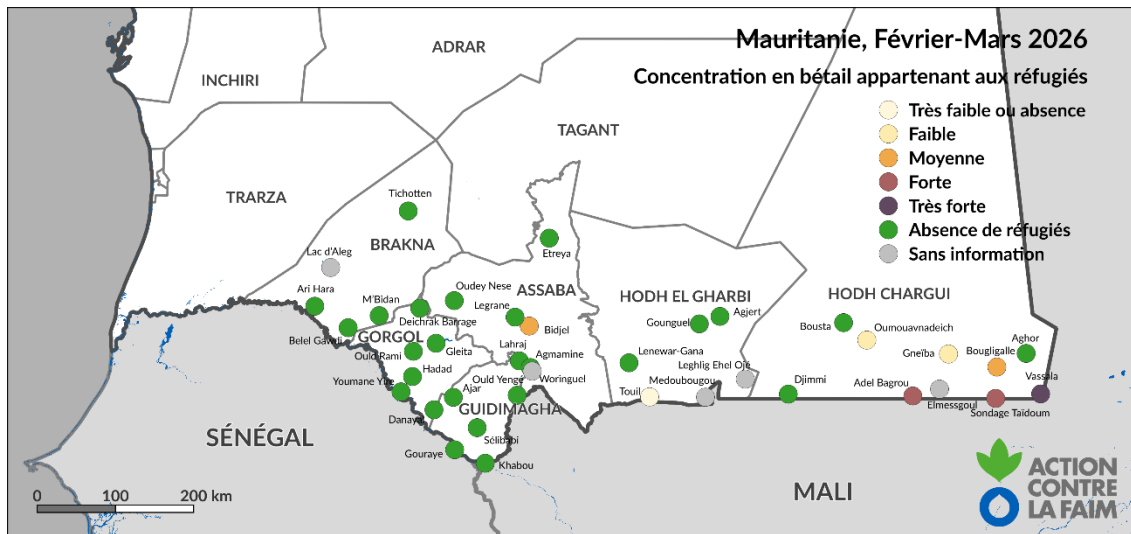 Mauritanie, Février-Mars 2026
Concentration en bétail appartenant aux réfugiés
Très faible ou absence
Faible
Moyenne
Forte
Très forte
Absence de réfugiés
Sans information
ADRAR
INCHIRI
TAGANT
TRARZA
Tichotten
BRAKNA
Lac d'Aleg
Etreya
Ari Hara
M'Bidan
Oudey Nese
ASSABA
Legrane
HODH EL GHARBI
HODH CHARGUI
Belel Gawdi
Deichrak Barrage
Bidjel
Gounguel
Agjert
Bousta
Oumouavnadeich
GORGOL
Gleita
Lahraj
Agmamine
Lenewar-Gana
Leghlig Ehel Ojé
Gneïba
Bougligalle
Aghor
Ould Rami
Hadad
Ould Yengé
Woringuel
Youmane Yiré
Ajar
Touil
Medoubougou
Djimmi
Adel Bagrou
Elmessgoul
Sondage Taïdoum
Vassala
Danaya
GUIDIMAGHA
Sélibabi
Gouraye
Khabou
SÉNÉGAL
MALI
0 100 200 km
ACTION
CONTRE
LA FAIM